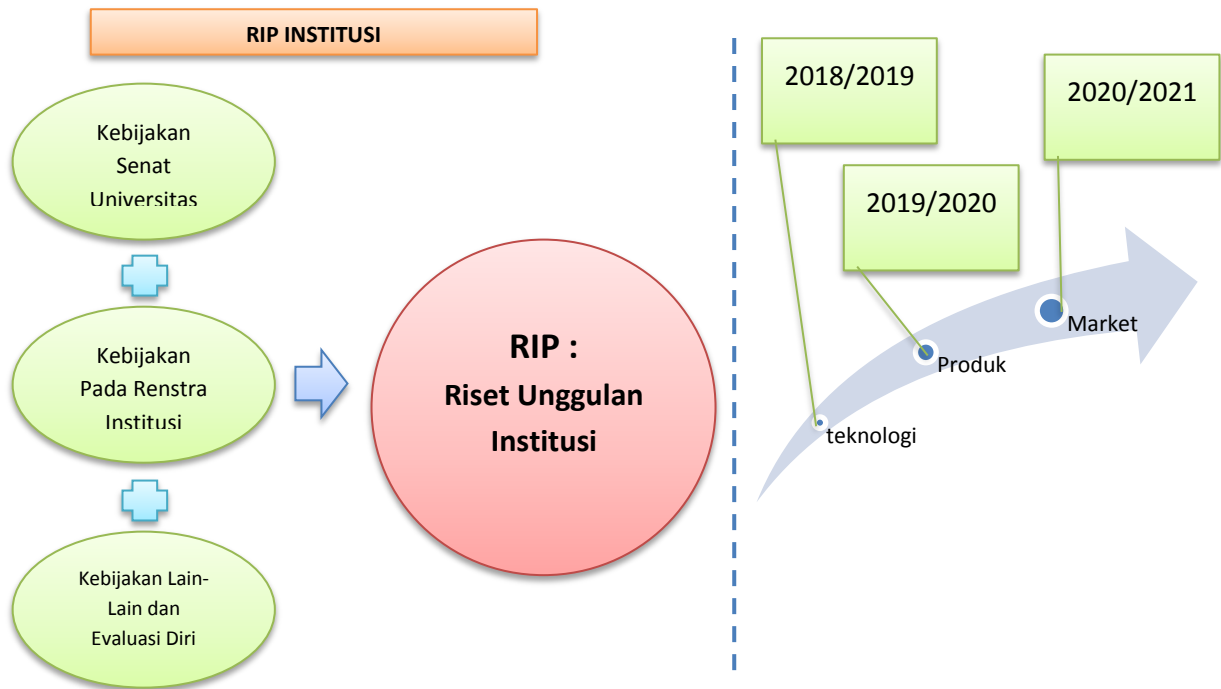 RIP INSTITUSI
Kebijakan
Senat
Universitas
Kebijakan
Pada Renstra
Institusi
Kebijakan Lain-
Lain dan
Evaluasi Diri
RIP :
Riset Unggulan
Institusi
2018/2019
2019/2020
2020/2021
teknologi
Produk
Market